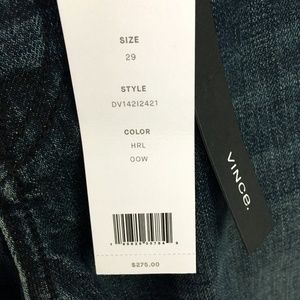 SIZE
29
STYLE
DV142I2421
COLOR
HRL
OOW
$275.00
VINCE.